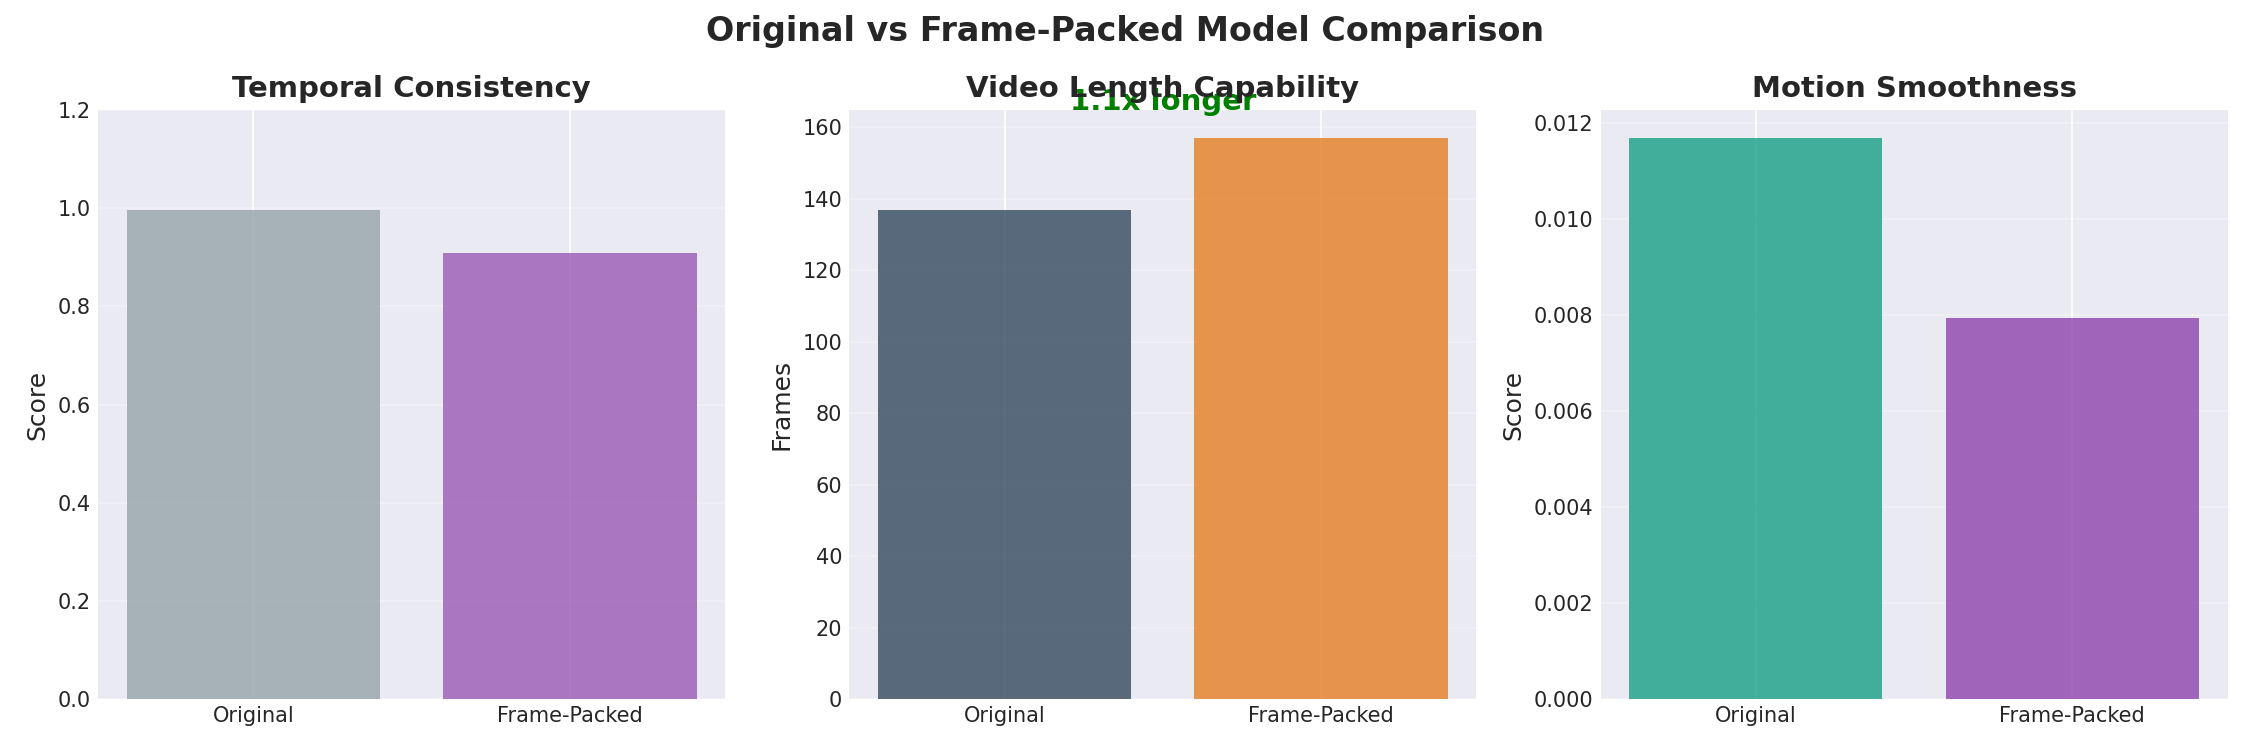 Original vs Frame-Packed Model Comparison
Temporal Consistency
1.2
1.0
0.8
0.6
0.4
0.2
0.0
Score
Original
Frame-Packed
Video Length Capability
1.1x longer
160
140
120
100
80
60
40
20
0
Frames
Original
Frame-Packed
Motion Smoothness
0.012
0.010
0.008
0.006
0.004
0.002
0.000
Score
Original
Frame-Packed